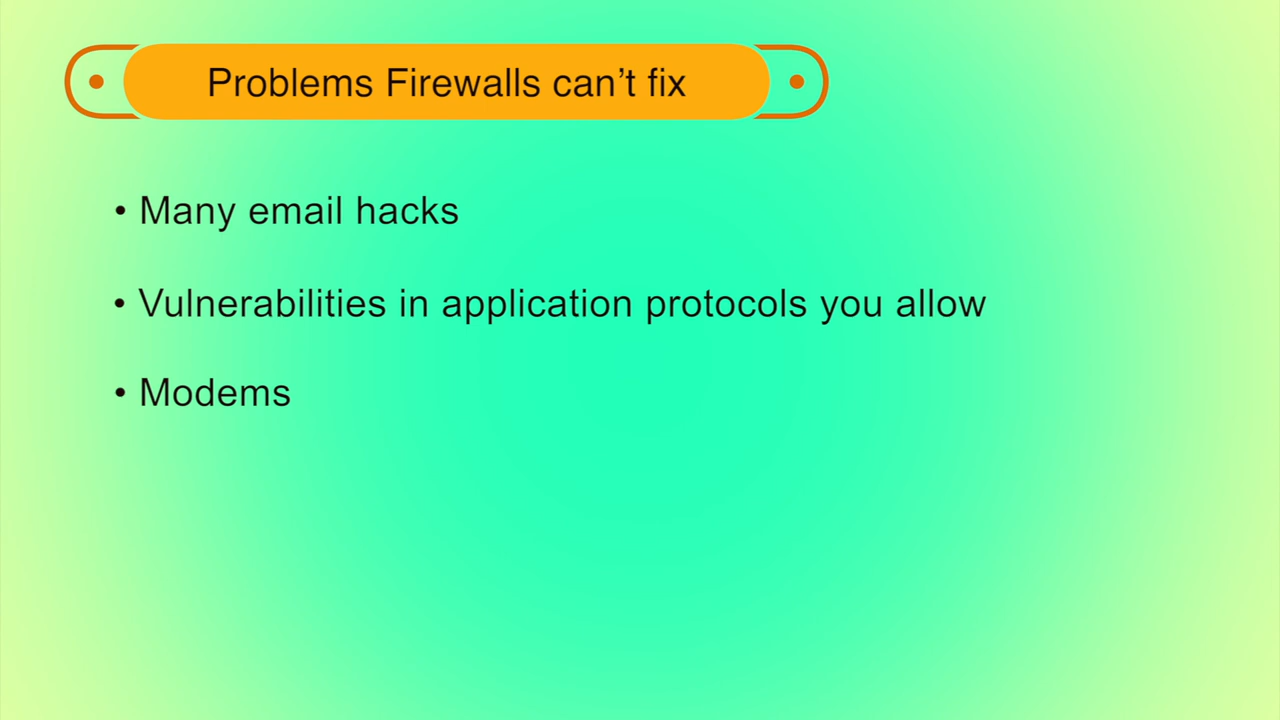 Problems Firewalls can’t fix
• Many email hacks
• Vulnerabilities in application protocols you allow
• Modems